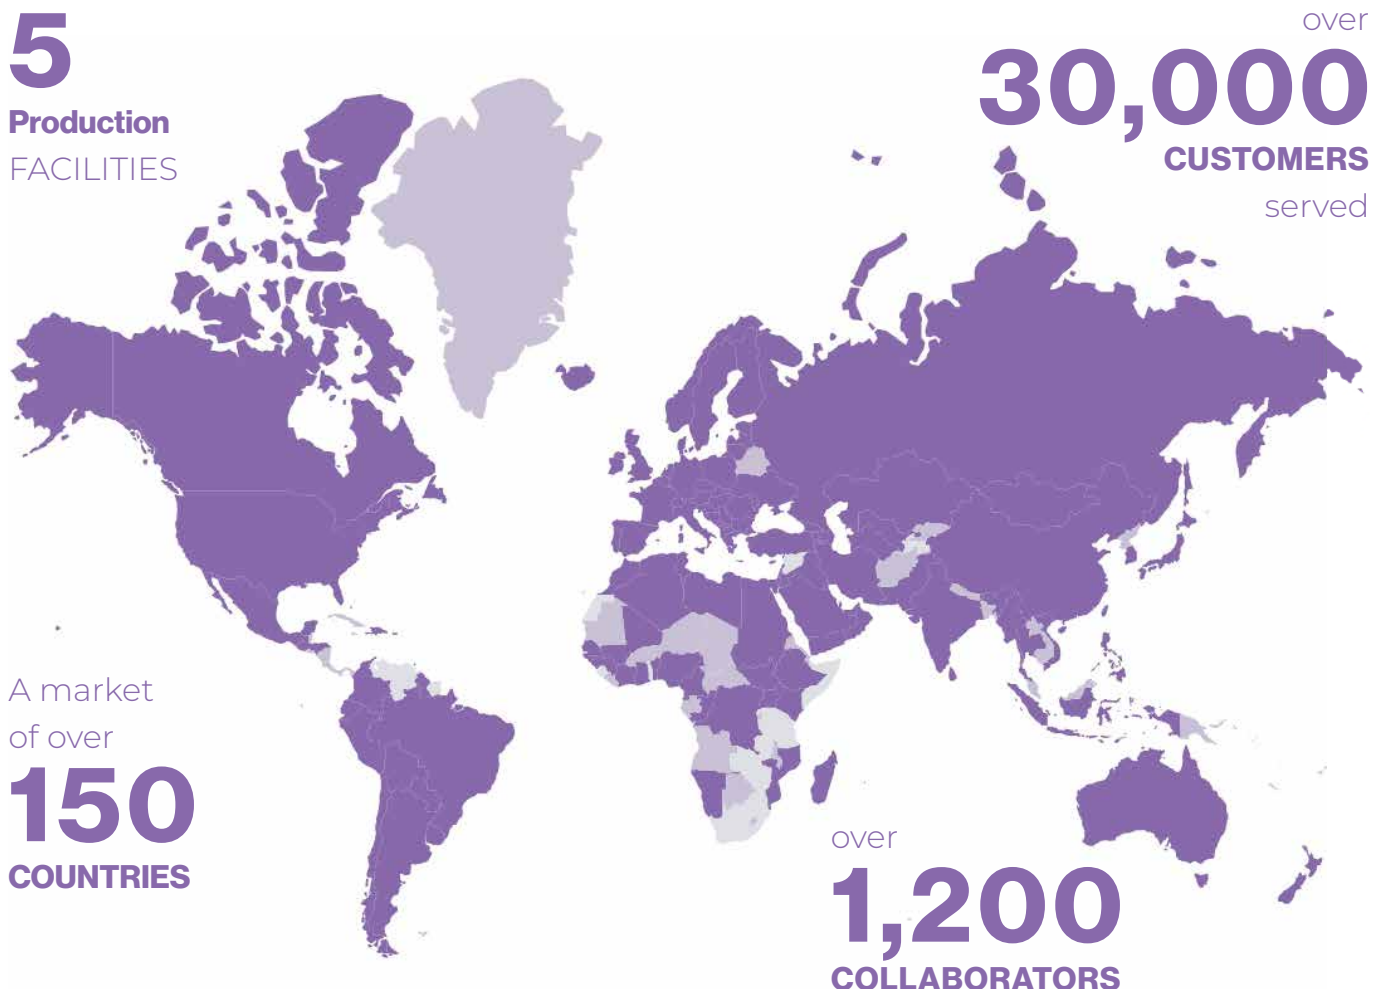 5
Production
FACILITIES
over
30,000
CUSTOMERS
served
A market
of over
150
COUNTRIES
over
1,200
COLLABORATORS